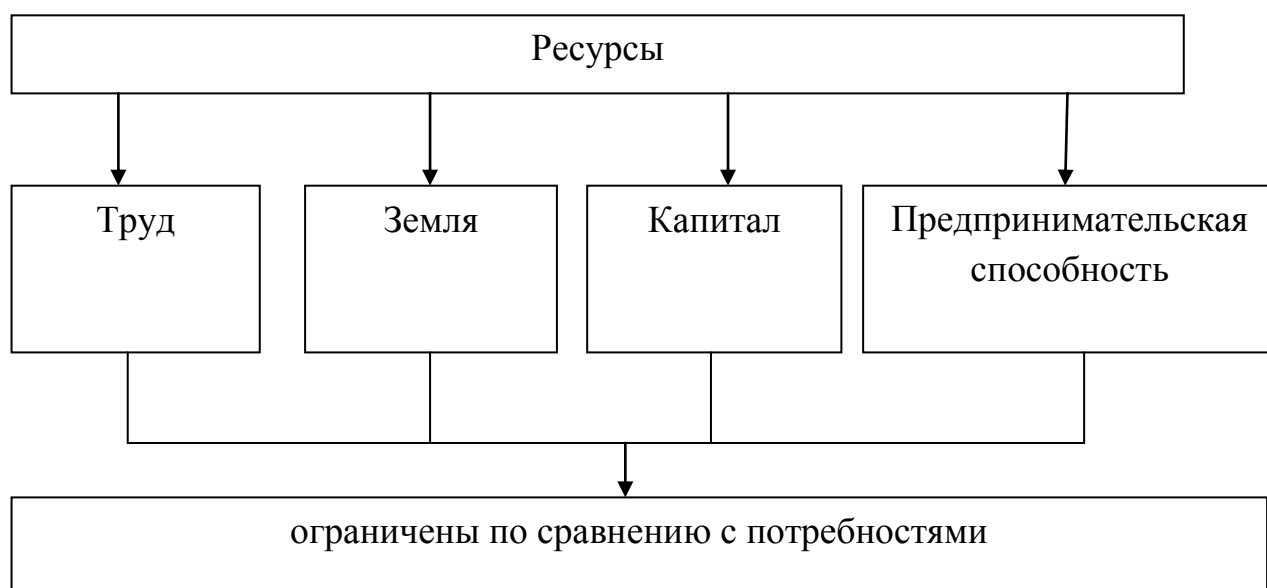 Ресурсы
Труд
Земля
Капитал
Предпринимательская
способность
ограничены по сравнению с потребностями